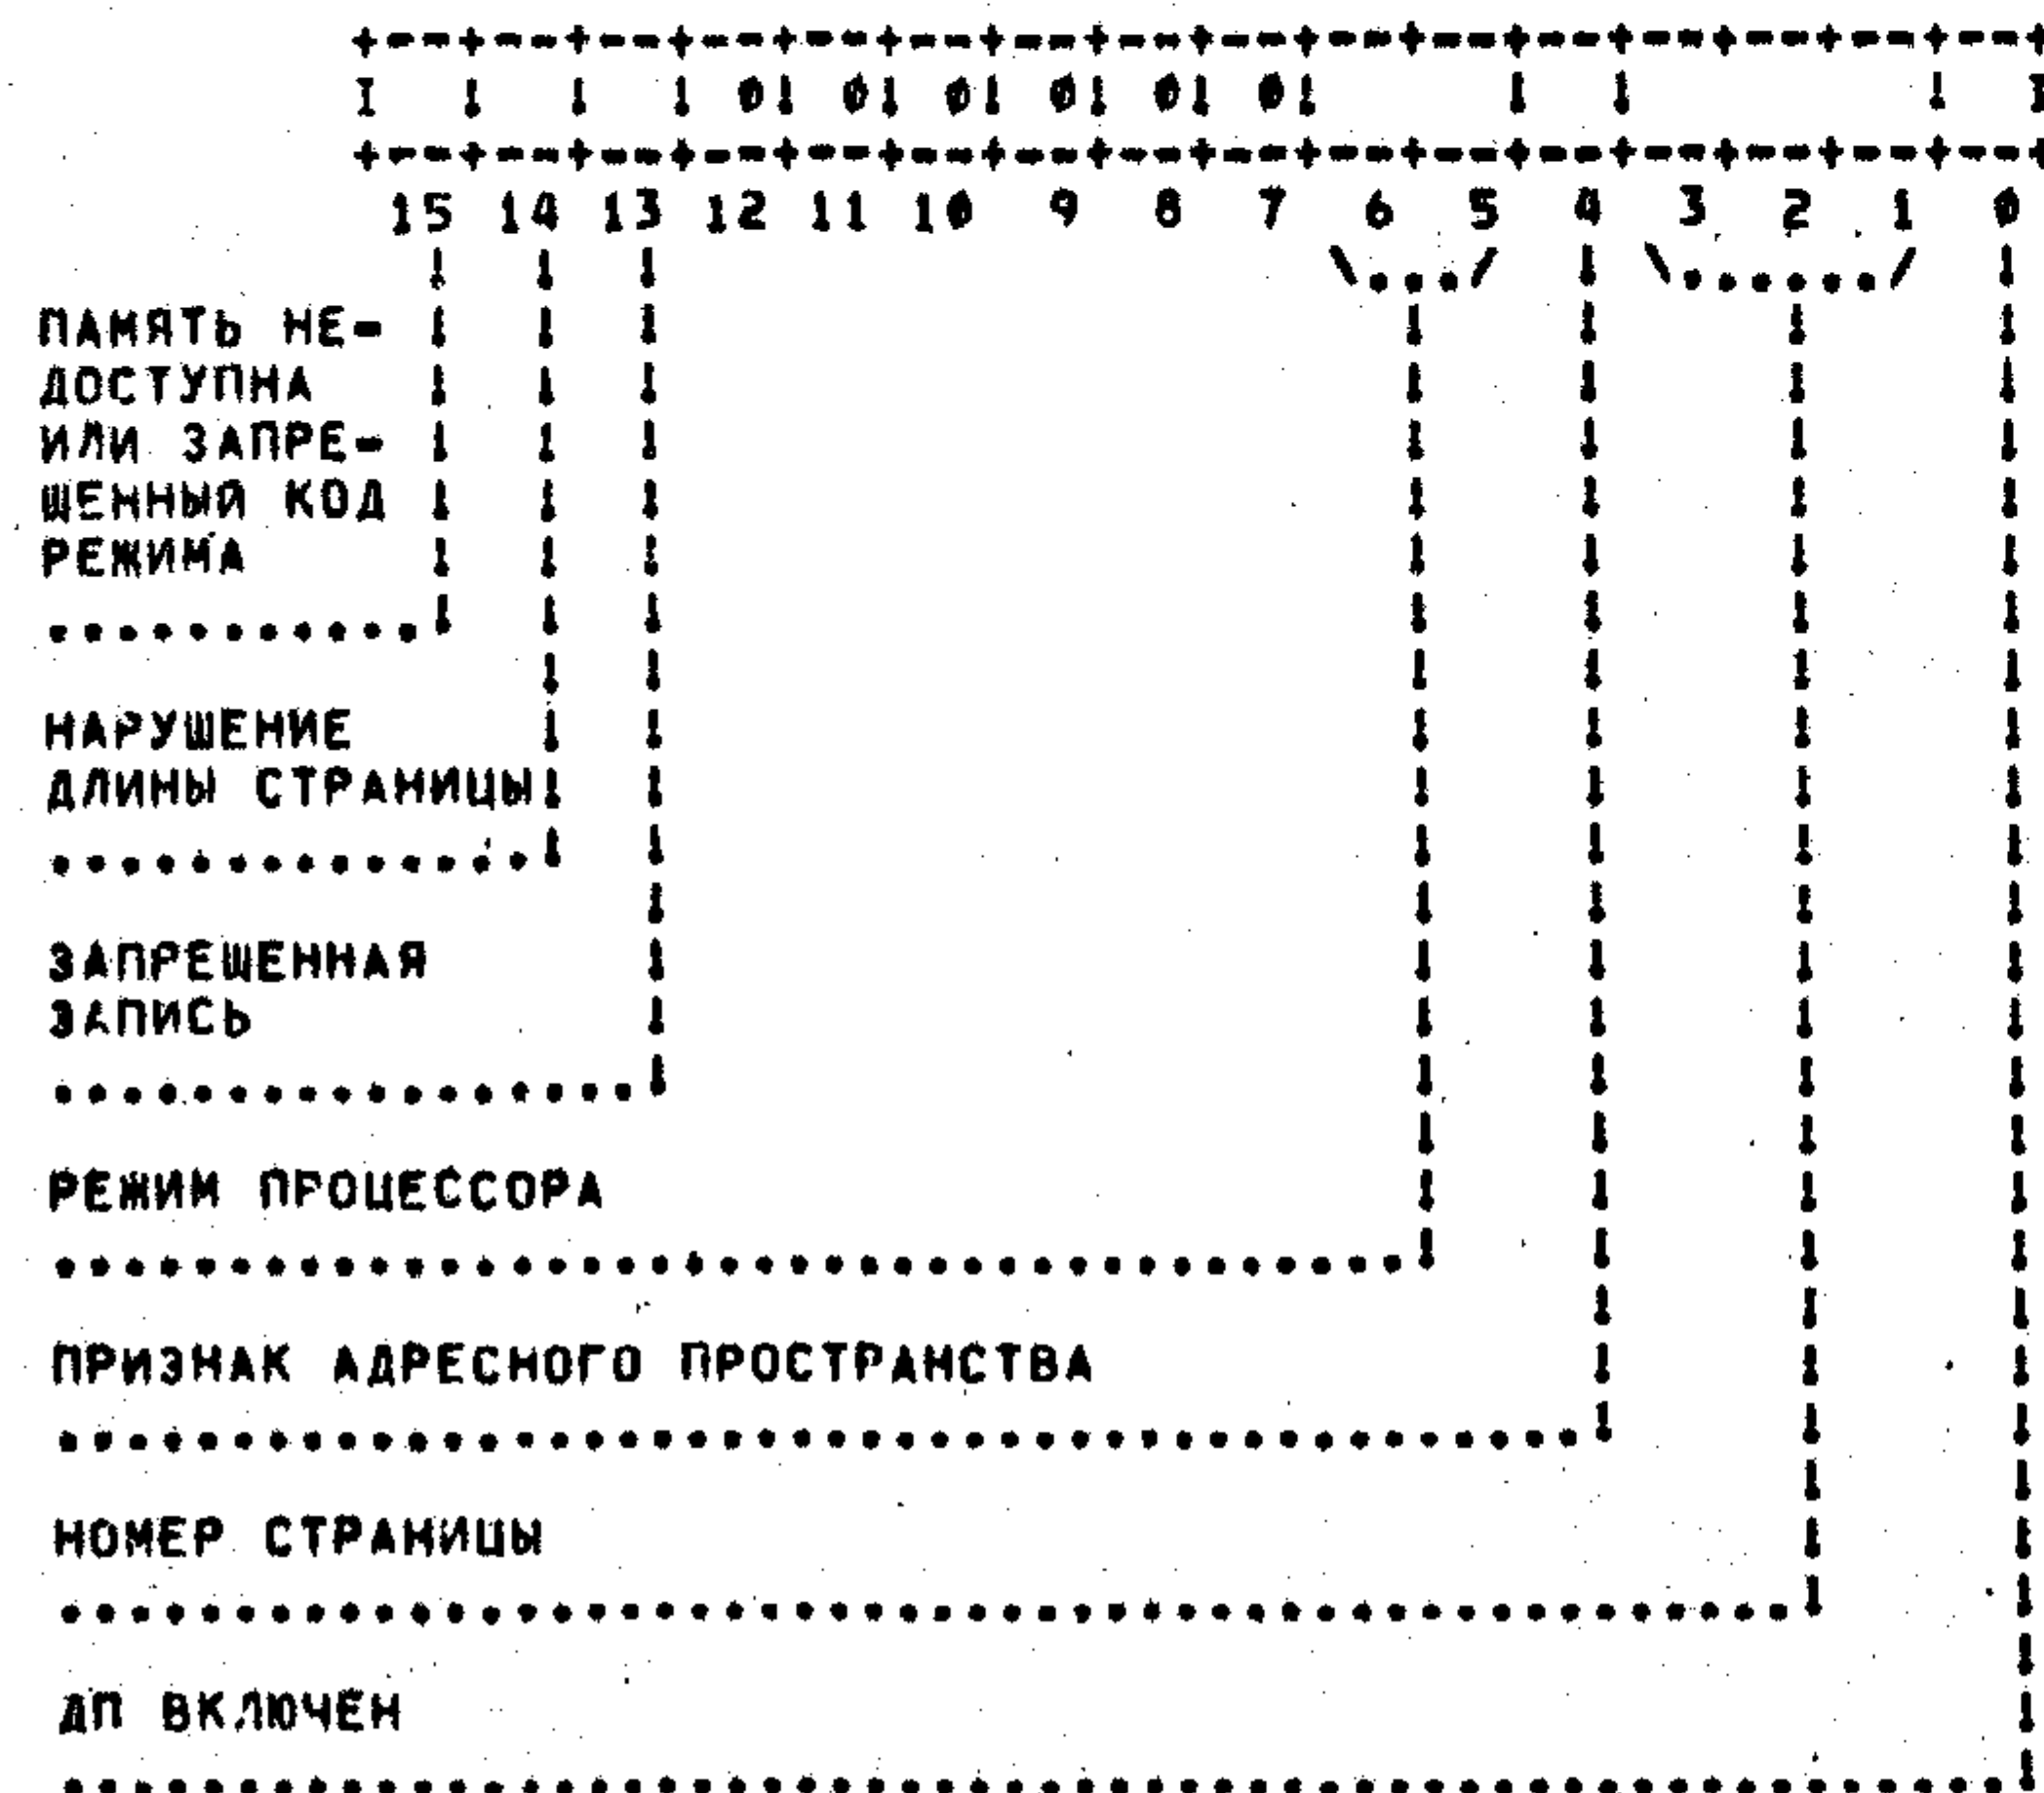 +--+--+--+--+--+--+--+--+--+--+--+--+--+--+--+--+
I ! ! ! 0! 0! 0! 0! 0! 0! ! ! ! I
+--+--+--+--+--+--+--+--+--+--+--+--+--+--+--+--+
15 14 13 12 11 10 9 8 7 6 5 4 3 2 1 0
ПАМЯТЬ НЕ-
ДОСТУПНА
ИЛИ ЗАПРЕ-
ШЕННЫЙ КОД
РЕЖИМА
НАРУШЕНИЕ
ДЛИНЫ СТРАНИЦЫ
ЗАПРЕШЕННАЯ
ЗАПИСЬ
РЕЖИМ ПРОЦЕССОРА
ПРИЗНАК АДРЕСНОГО ПРОСТРАНСТВА
НОМЕР СТРАНИЦЫ
ДП ВКЛЮЧЕН